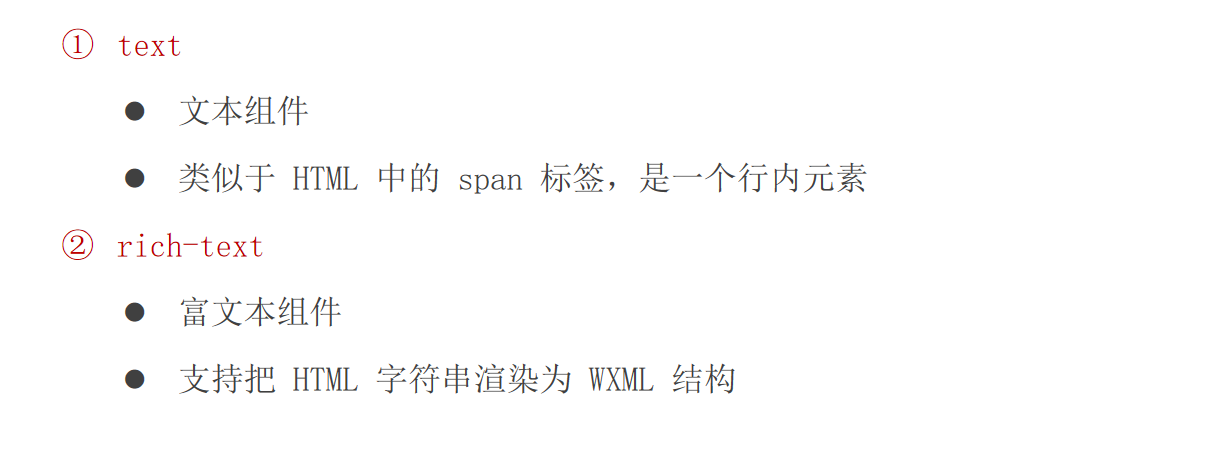 ① text
● 文本组件
● 类似于 HTML 中的 span 标签，是一个行内元素
② rich-text
● 富文本组件
● 支持把 HTML 字符串渲染为 WXML 结构